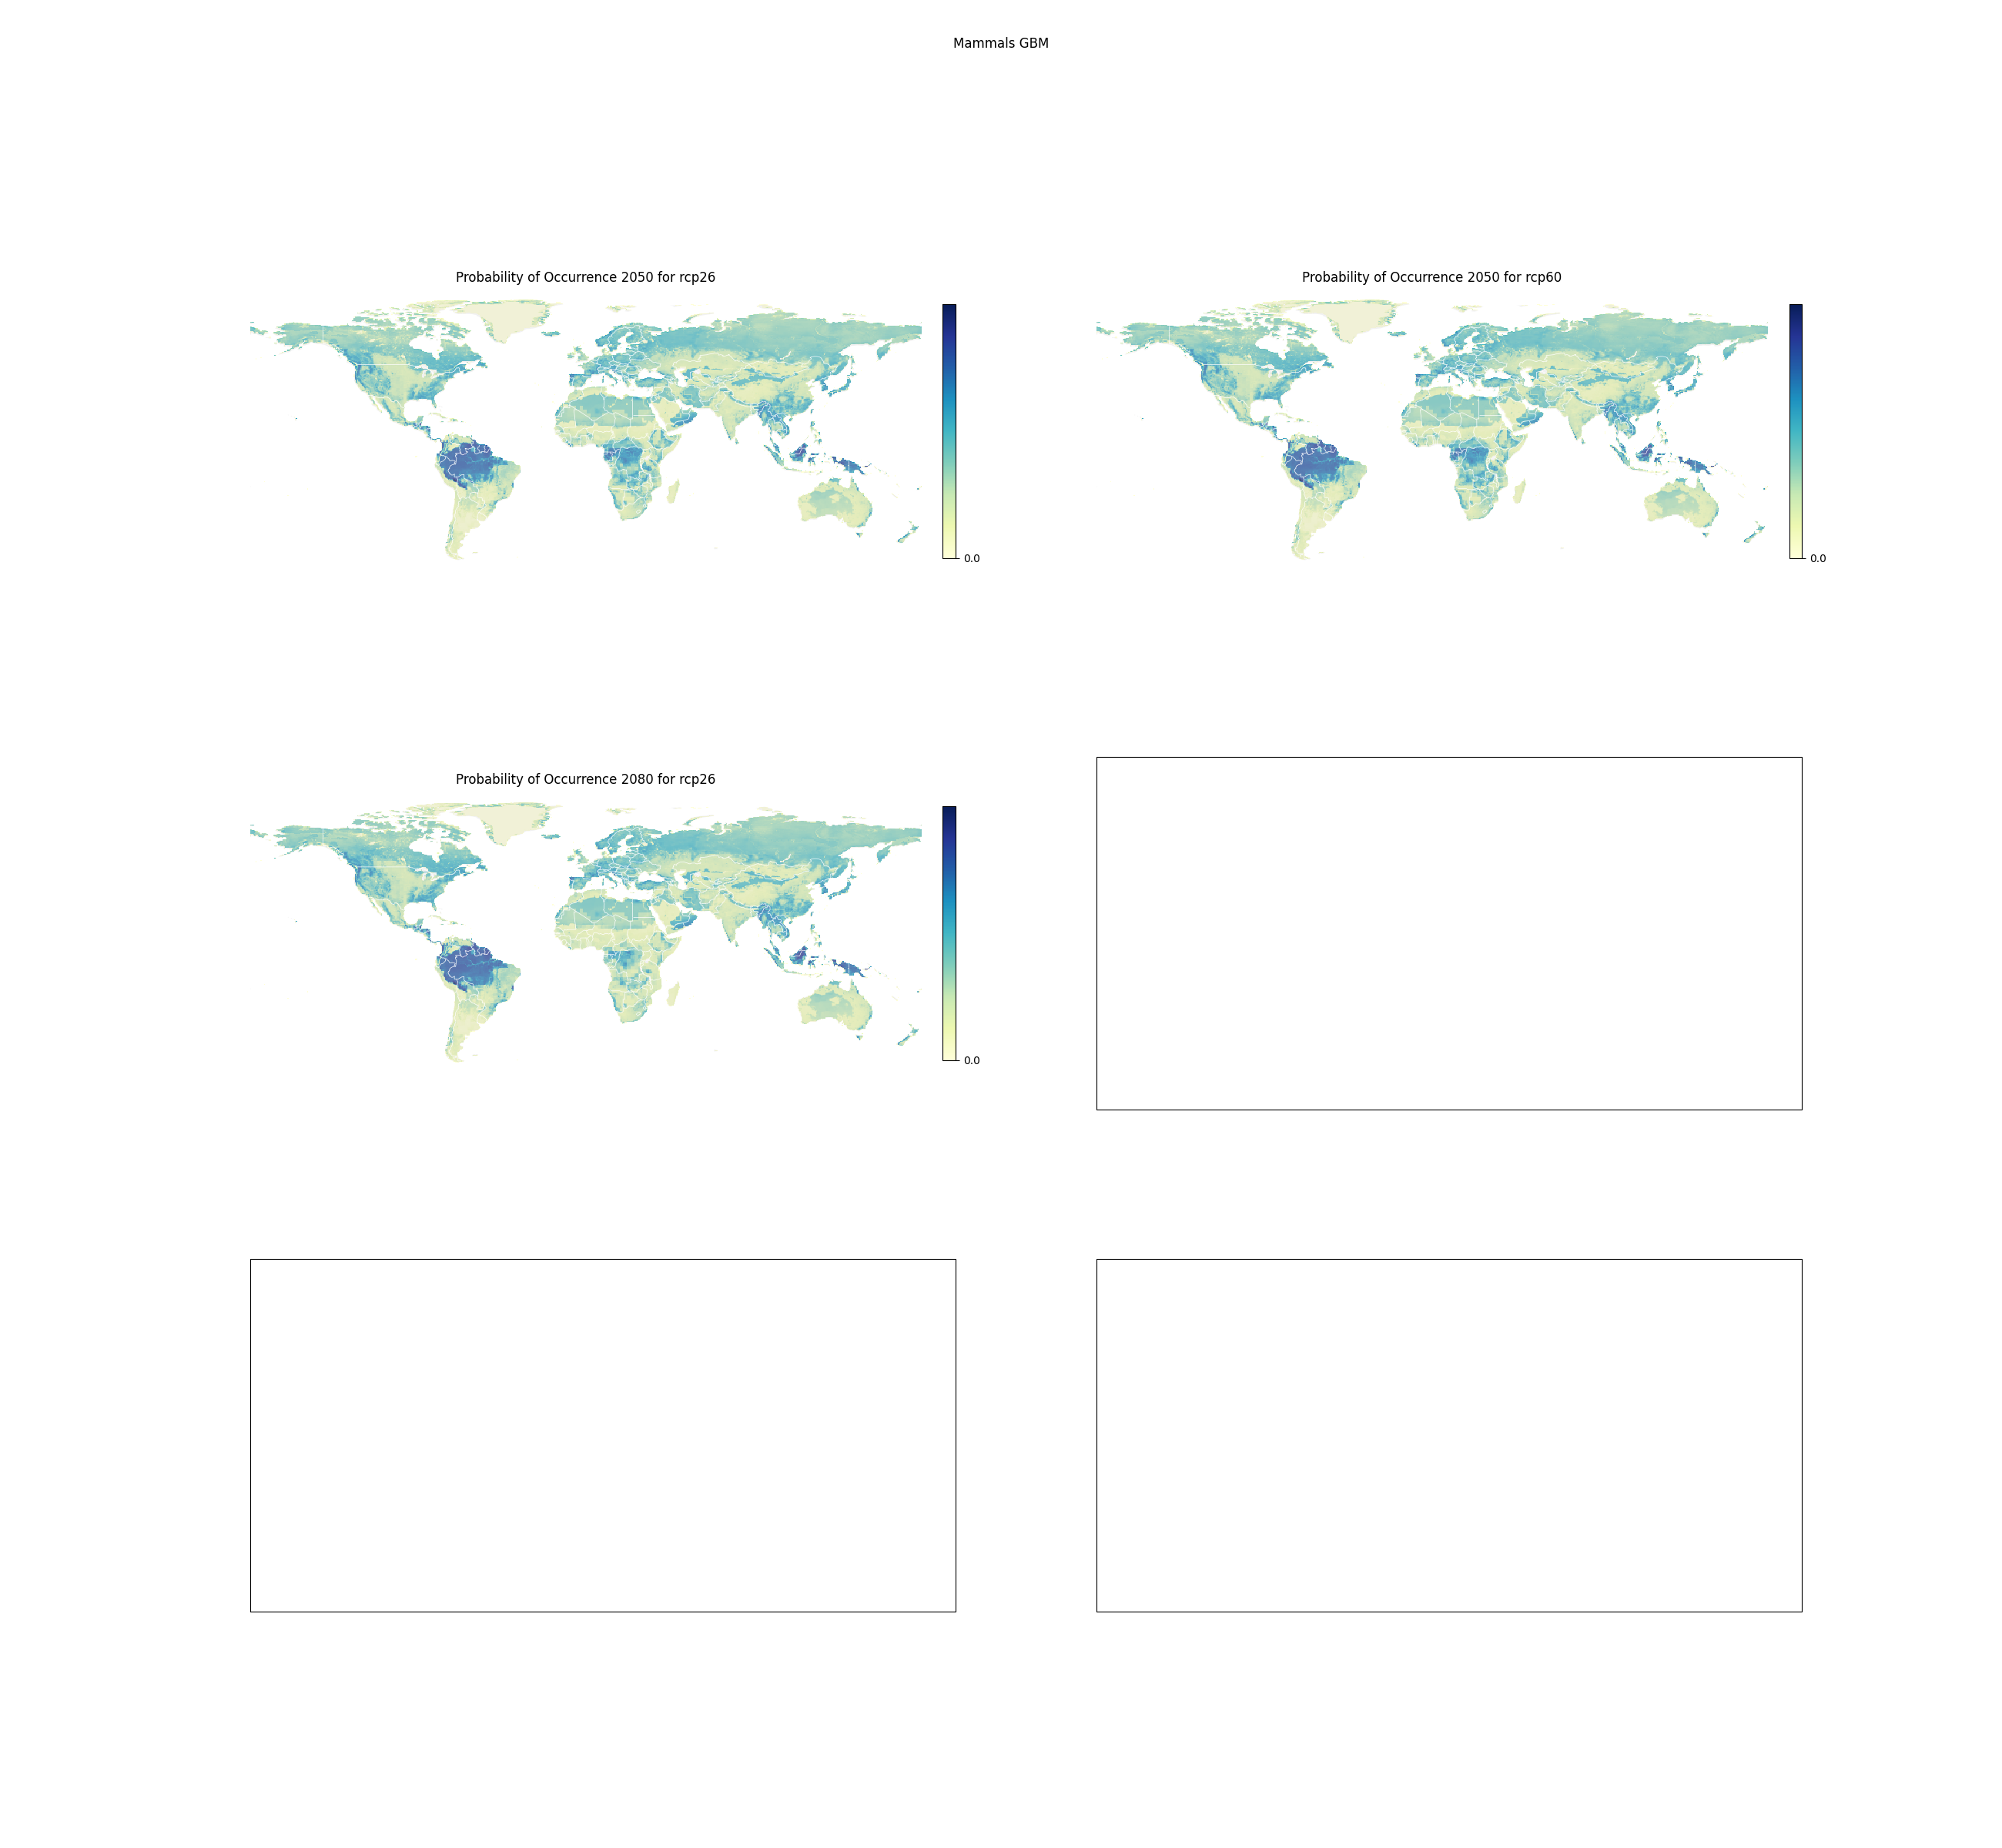 Mammals GBM
Probability of Occurrence 2050 for rcp26
Probability of Occurrence 2050 for rcp60
0.0
0.0
Probability of Occurrence 2080 for rcp26
0.0